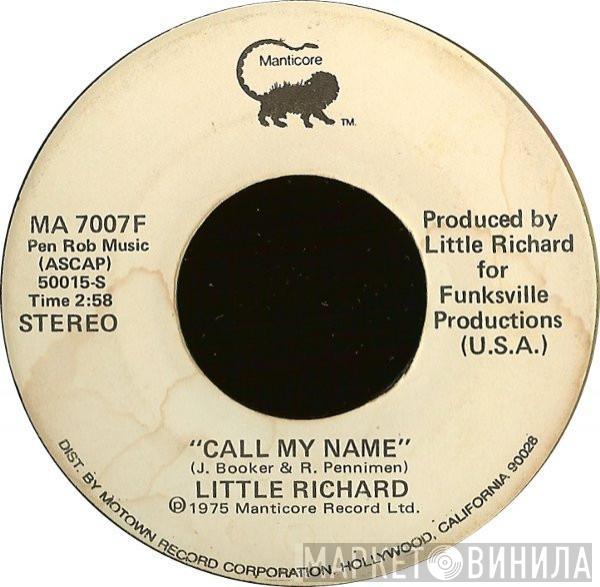 Manticore
TM.
MA 7007F
Pen Rob Music
(ASCAP)
50015-S
Time 2:58
STEREO
Produced by
Little Richard
for
Funksville
Productions
(U.S.A.)
"CALL MY NAME"
(J. Booker & R. Pennimen)
LITTLE RICHARD
℗1975 Manticore Record Ltd.
DIST. BY MOTOWN RECORD CORPORATION, HOLLYWOOD, CALIFORNIA 90028
МАРКЕТ ВИНИЛА